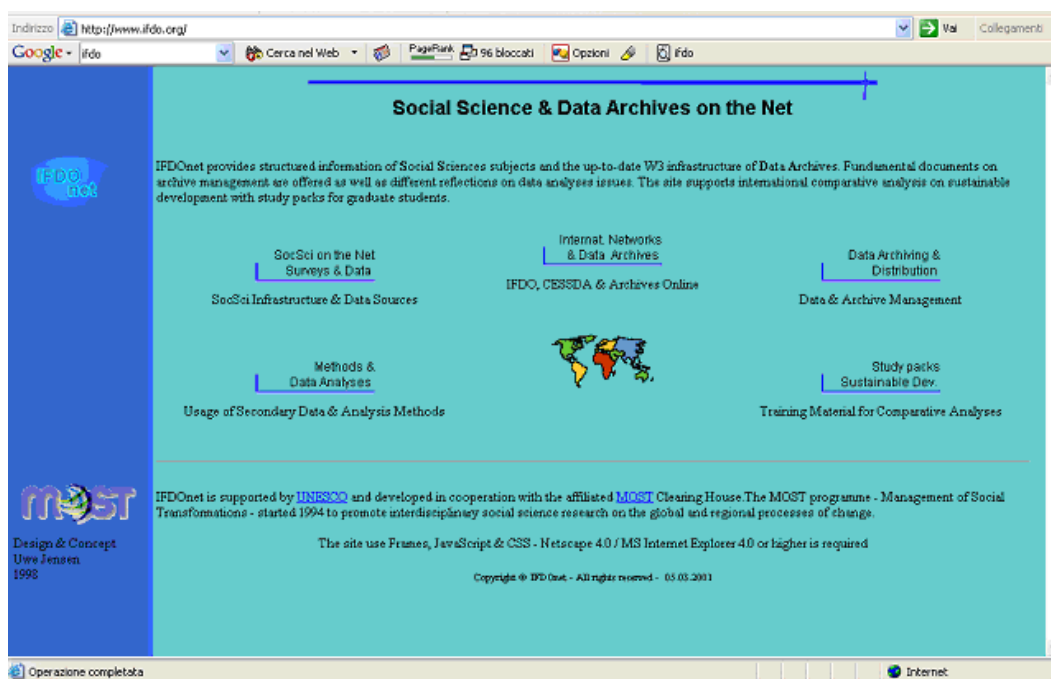 Indirizzo http://www.ifdo.org/ Vai Collegamenti
Google ifdo Cerca nel Web PageRank 96 bloccati Opzioni ifdo
Social Science & Data Archives on the Net
IFDO
net
IFDOnet provides structured information of Social Sciences subjects and the up-to-date W3 infrastructure of Data Archives. Fundamental documents on
archive management are offered as well as different reflections on data analyses issues. The site supports international comparative analysis on sustainable
development with study packs for graduate students.
SocSci on the Net
Surveys & Data
SocSci Infrastructure & Data Sources
Internat. Networks
& Data Archives
IFDO, CESSDA & Archives Online
Data Archiving &
Distribution
Data & Archive Management
Methods &
Data Analyses
Usage of Secondary Data & Analysis Methods
Study packs
Sustainable Dev.
Training Material for Comparative Analyses
MOST
IFDOnet is supported by UNESCO and developed in cooperation with the affiliated MOST Clearing House.The MOST programme - Management of Social
Transformations - started 1994 to promote interdisciplinary social science research on the global and regional processes of change.
Design & Concept
Uwe Jensen
1998
The site use Frames, JavaScript & CSS - Netscape 4.0 / MS Internet Explorer 4.0 or higher is required
Copyright © IFDOnet - All rights reserved - 05.03.2001
Operazione completata Internet